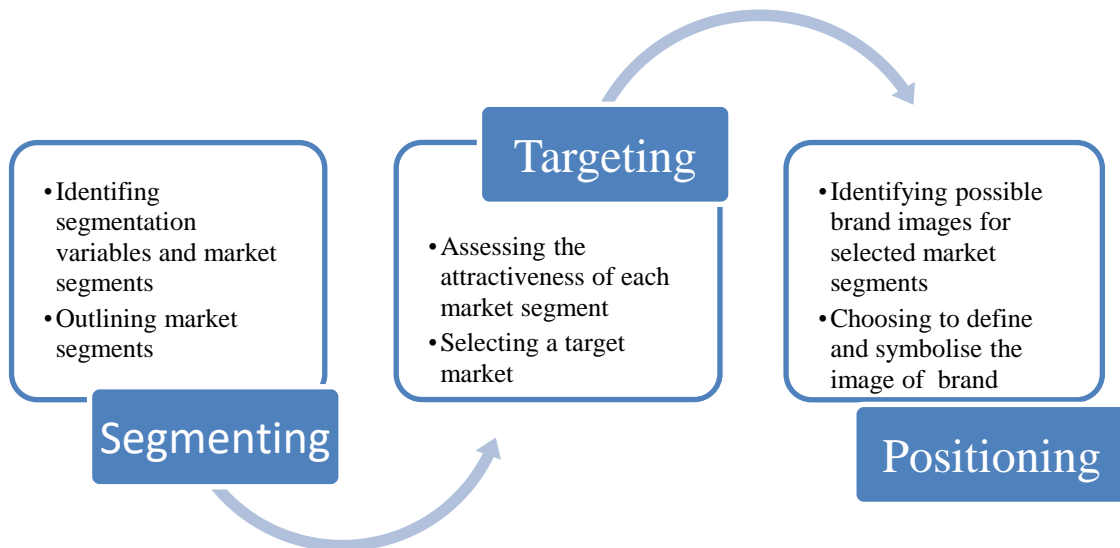 •Identifing
segmentation
variables and market
segments
•Outlining market
segments
Segmenting
Targeting
•Assessing the
attractiveness of each
market segment
•Selecting a target
market
•Identifying possible
brand images for
selected market
segments
•Choosing to define
and symbolise the
image of brand
Positioning